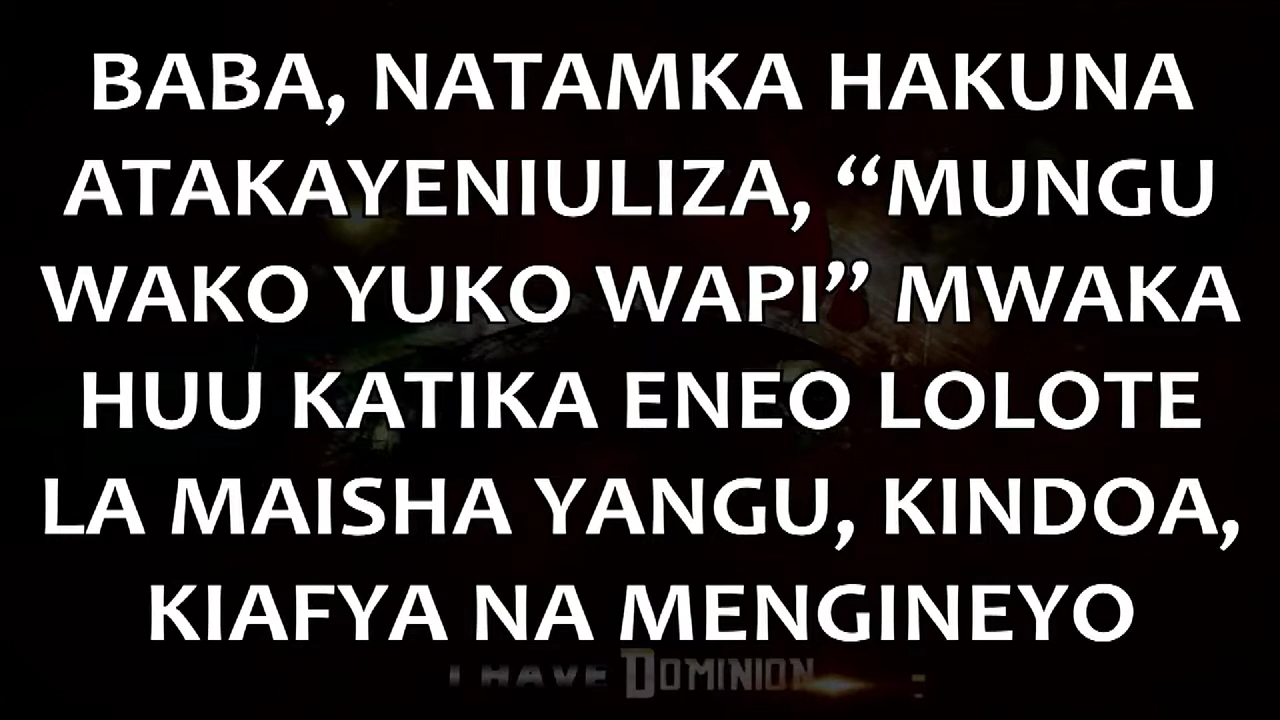 BABA, NATAMKA HAKUNA
ATAKAYENIULIZA, “MUNGU
WAKO YUKO WAPI” MWAKA
HUU KATIKA ENEO LOLOTE
LA MAISHA YANGU, KINDOA,
KIAFYA NA MENGINEYO
I HAVE DOMINION